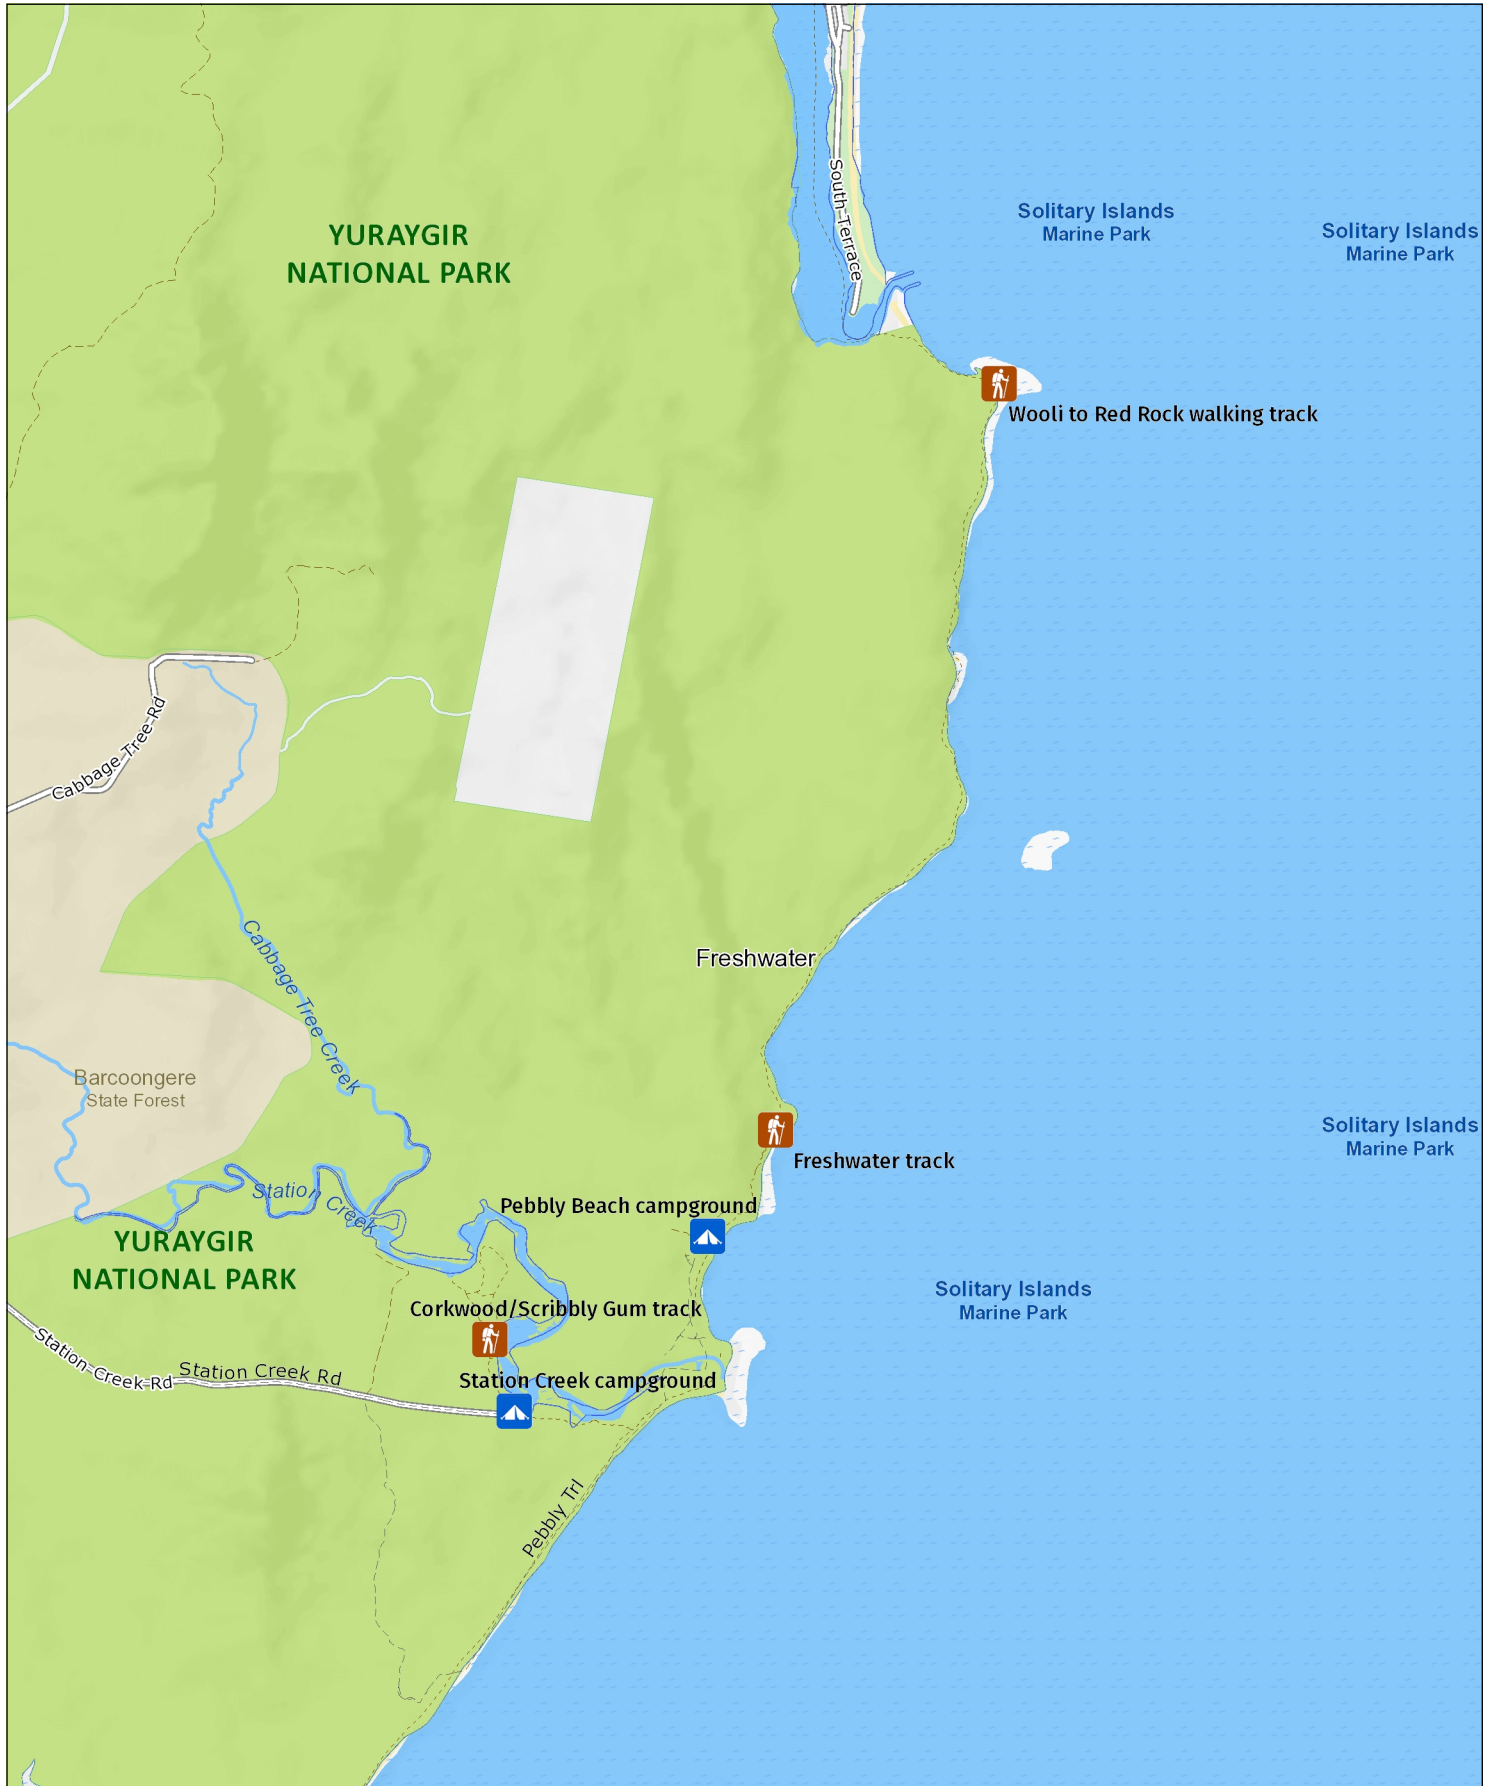 South Terrace
Solitary Islands
Marine Park
Solitary Islands
Marine Park
YURAYGIR
NATIONAL PARK
Wooli to Red Rock walking track
Cabbage Tree Rd
Cabbage Tree Creek
Freshwater
Barcoongere
State Forest
Freshwater track
Solitary Islands
Marine Park
Station Creek
Pebbly Beach campground
YURAYGIR
NATIONAL PARK
Solitary Islands
Marine Park
Corkwood/Scribbly Gum track
Station Creek Rd
Station Creek Rd
Station Creek campground
Pebbly Trl